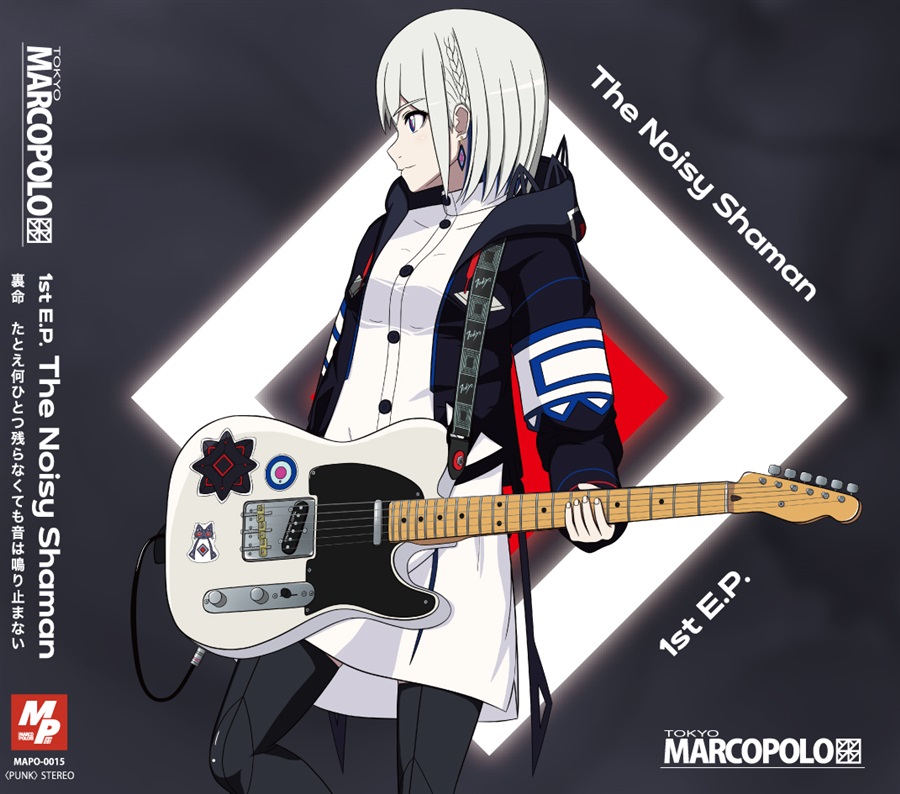 TOKYO
MARCOPOLO
1st E.P. The Noisy Shaman
裏命 たとえ何ひとつ残らなくても音は鳴り止まない
MP
MARCO
POLO
MAPO-0015
〈PUNK〉 STEREO
The Noisy Shaman
1st E.P.
TOKYO
MARCOPOLO